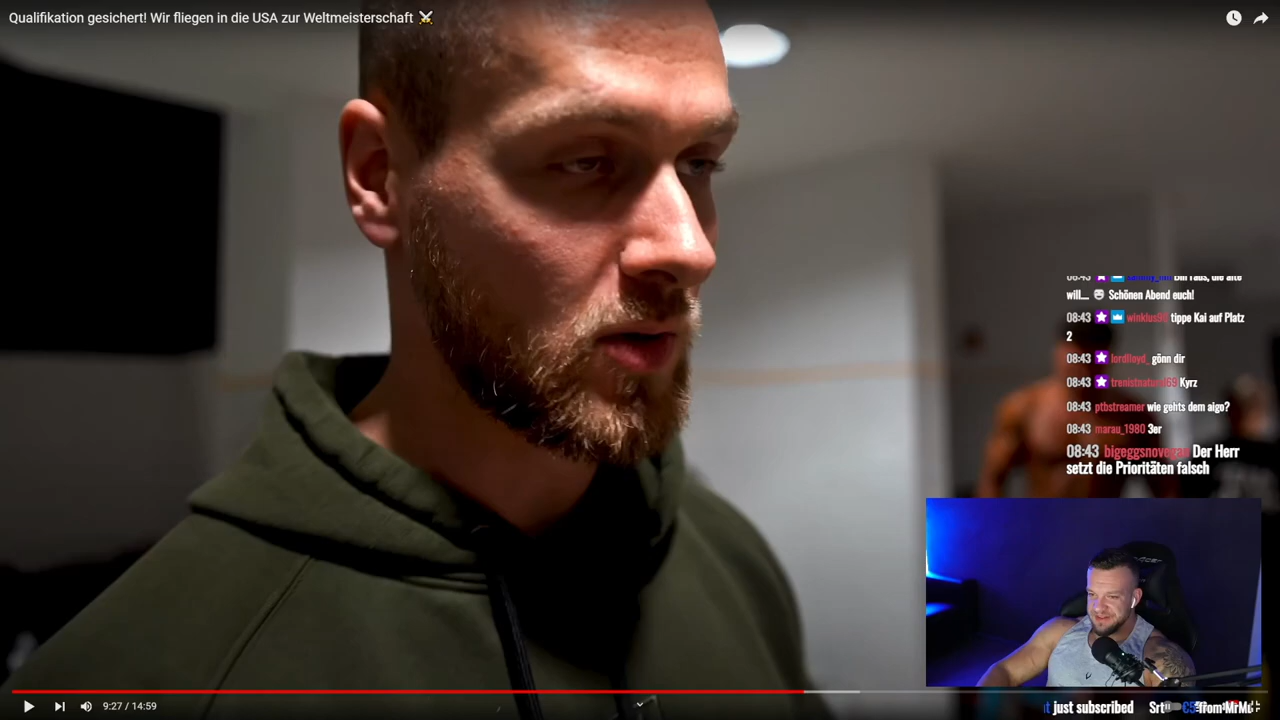 Qualifikation gesichert! Wir fliegen in die USA zur Weltmeisterschaft
will.... Schönen Abend euch!
08:43 tippe Kai auf Platz
2
08:43 lordlloyd_ gönn dir
08:43 Kyrz
08:43 ptbstreamer wie gehts dem aigo?
08:43 marau_1980 3er
08:43 Der Herr
setzt die Prioritäten falsch
9:27 / 14:59
just subscribed